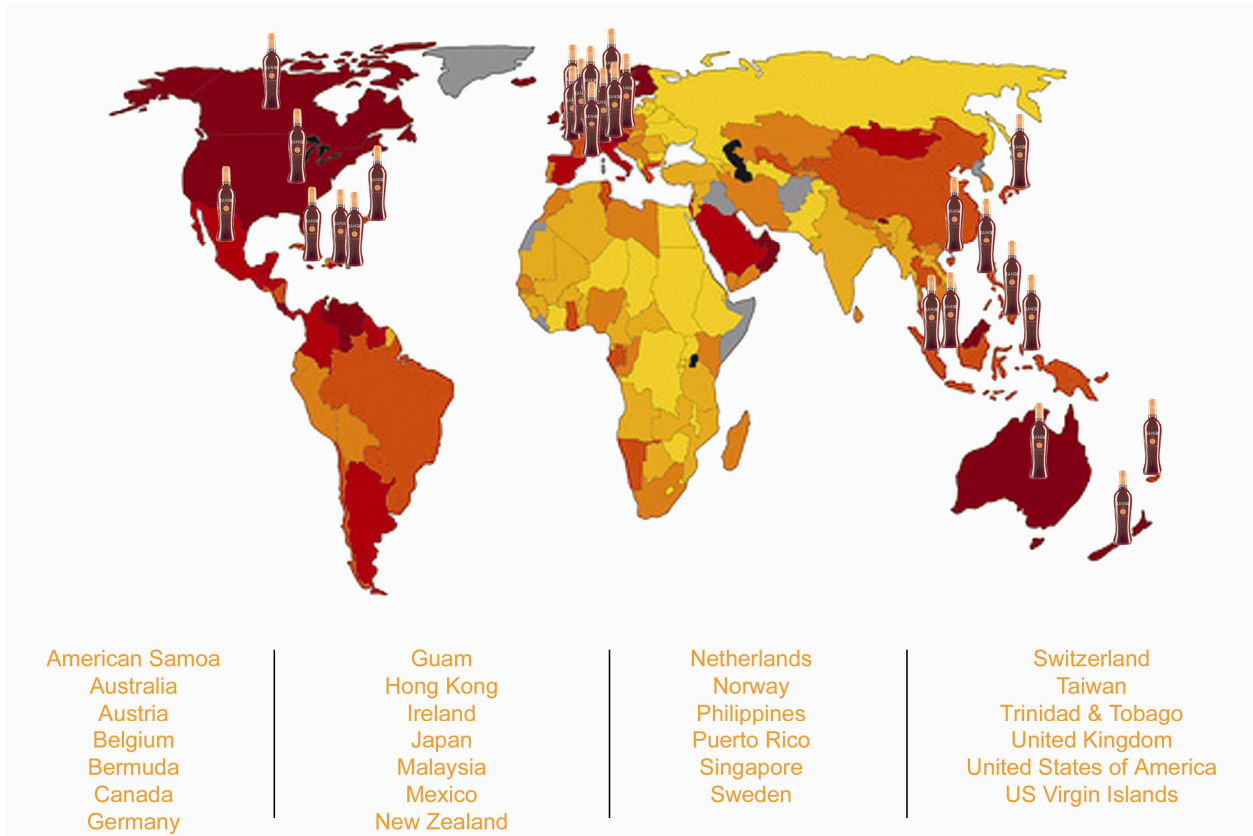 American Samoa
Australia
Austria
Belgium
Bermuda
Canada
Germany
Guam
Hong Kong
Ireland
Japan
Malaysia
Mexico
New Zealand
Netherlands
Norway
Philippines
Puerto Rico
Singapore
Sweden
Switzerland
Taiwan
Trinidad & Tobago
United Kingdom
United States of America
US Virgin Islands